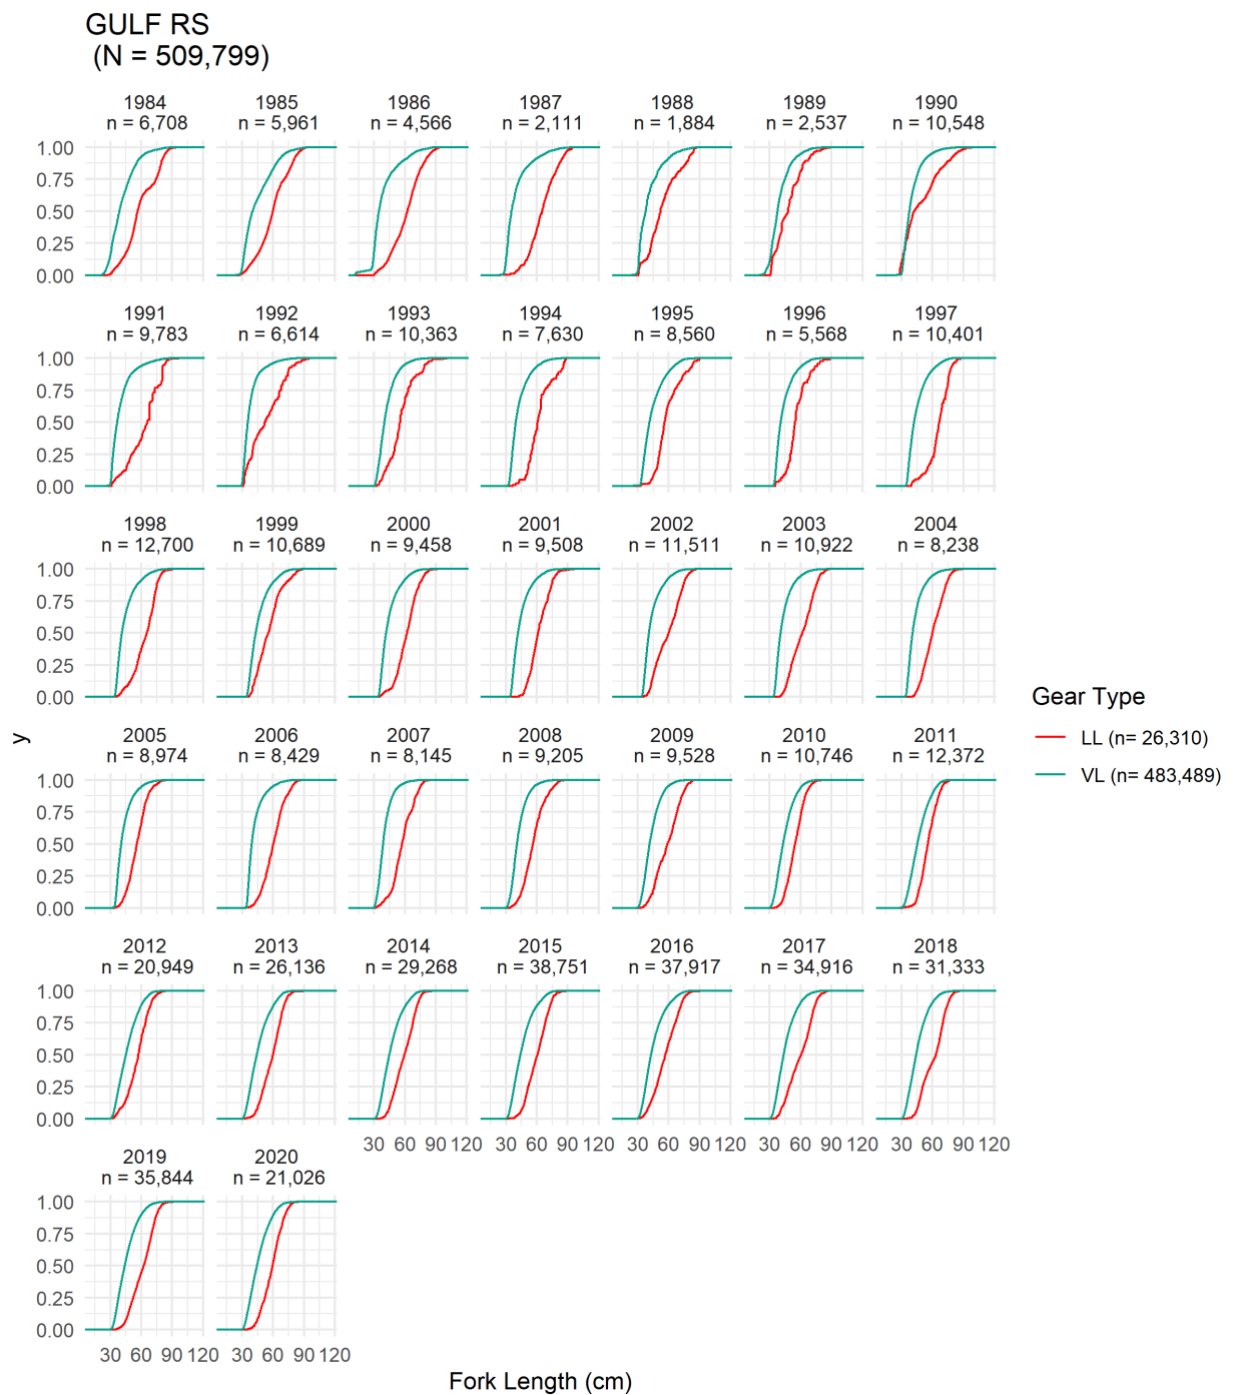 GULF RS
(N = 509,799)
1984 1985 1986 1987 1988 1989 1990
n = 6,708 n = 5,961 n = 4,566 n = 2,111 n = 1,884 n = 2,537 n = 10,548
1.00
0.75
0.50
0.25
0.00
1991 1992 1993 1994 1995 1996 1997
n = 9,783 n = 6,614 n = 10,363 n = 7,630 n = 8,560 n = 5,568 n = 10,401
1.00
0.75
0.50
0.25
0.00
1998 1999 2000 2001 2002 2003 2004
n = 12,700 n = 10,689 n = 9,458 n = 9,508 n = 11,511 n = 10,922 n = 8,238
1.00
0.75
0.50
0.25
0.00
2005 2006 2007 2008 2009 2010 2011
n = 8,974 n = 8,429 n = 8,145 n = 9,205 n = 9,528 n = 10,746 n = 12,372
1.00
0.75
0.50
0.25
0.00
2012 2013 2014 2015 2016 2017 2018
n = 20,949 n = 26,136 n = 29,268 n = 38,751 n = 37,917 n = 34,916 n = 31,333
1.00
0.75
0.50
0.25
0.00
30 60 90 120 30 60 90 120 30 60 90 120 30 60 90 120 30 60 90 120
2019 2020
n = 35,844 n = 21,026
1.00
0.75
0.50
0.25
0.00
30 60 90 120 30 60 90 120
Fork Length (cm)
y
Gear Type
LL (n= 26,310)
VL (n= 483,489)